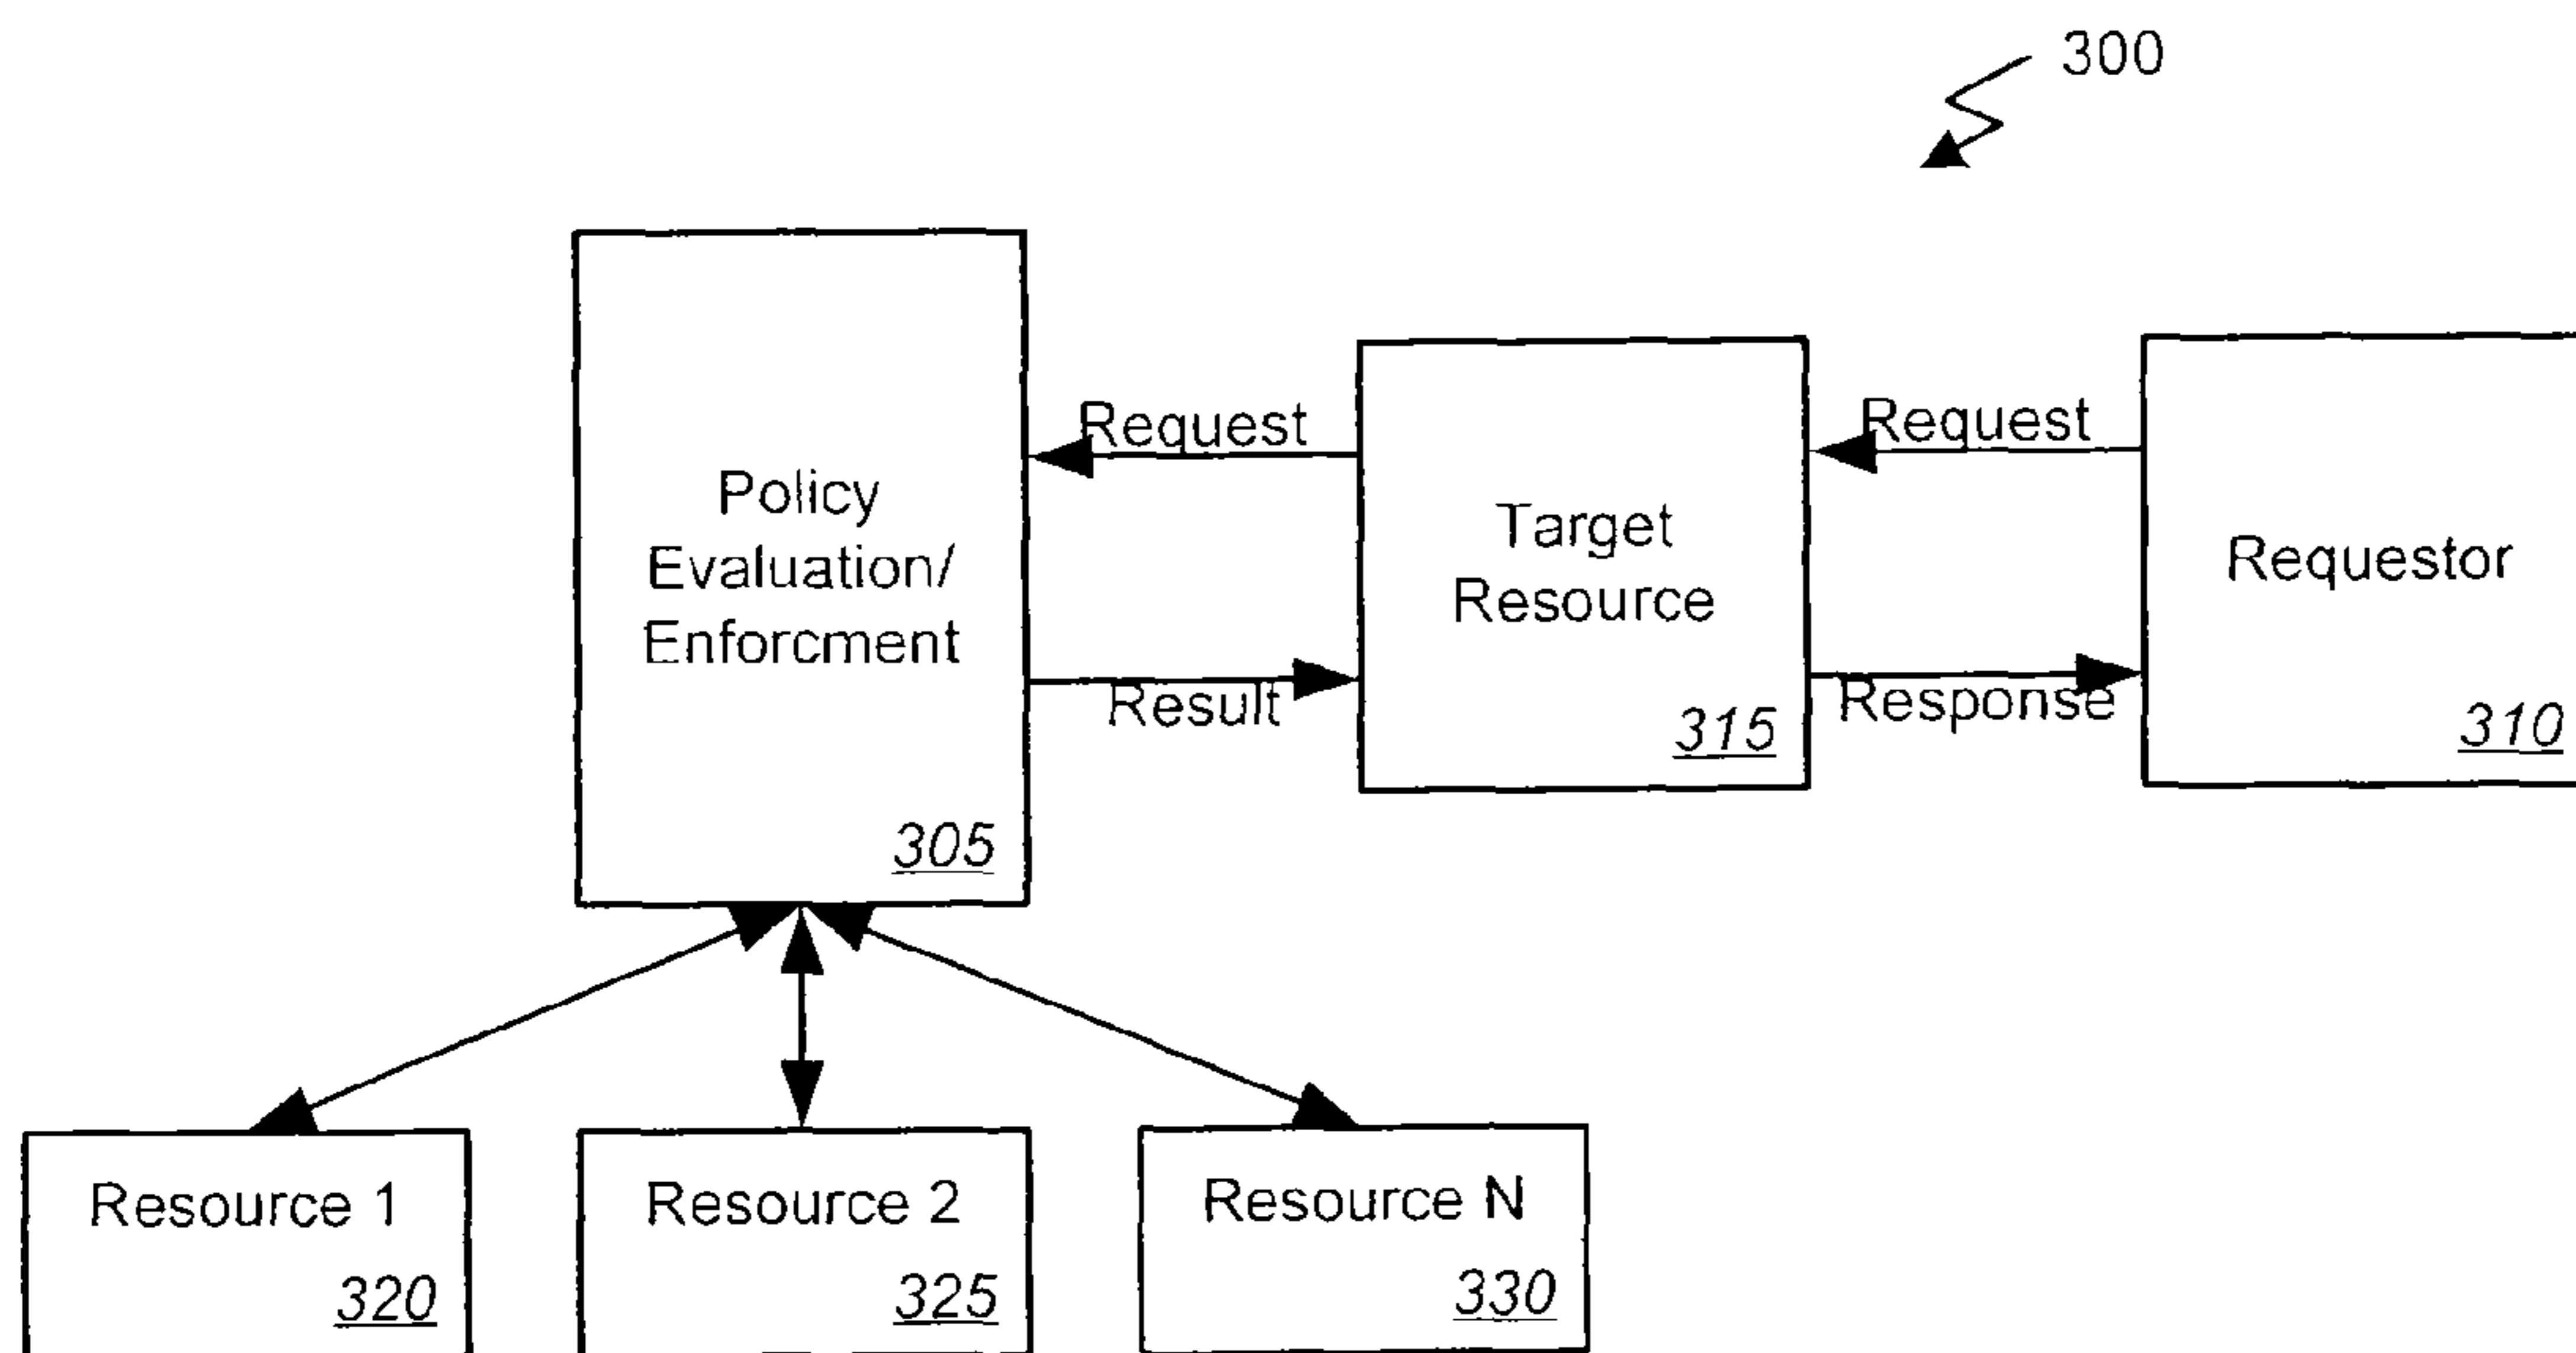 300
Request
Request
Policy
Evaluation/
Enforcment
Target
Resource
Requestor
Result
Response
315
310
305
Resource 1
Resource 2
Resource N
320
325
330